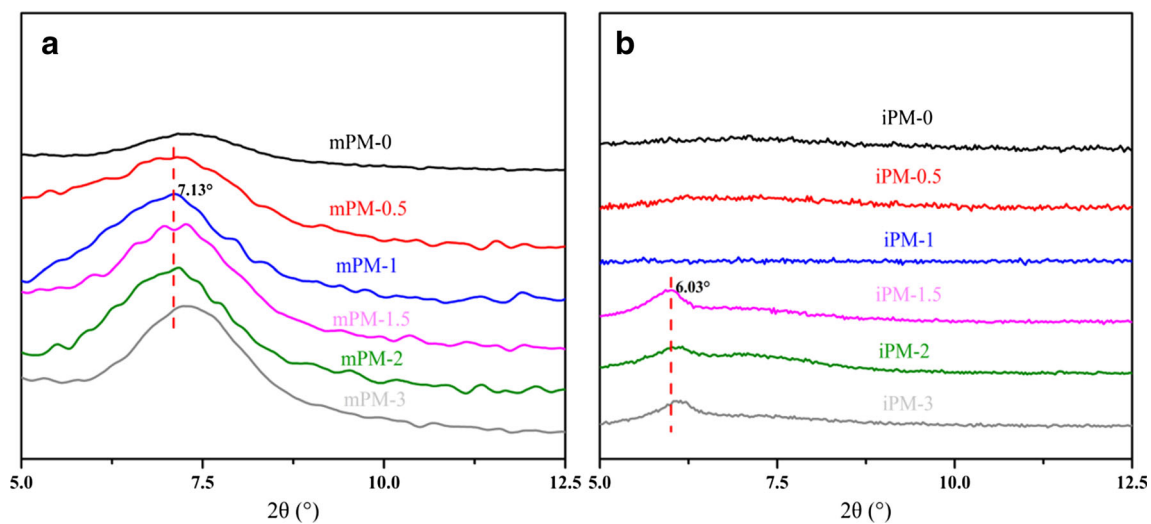 a
mPM-0
7.13°
mPM-0.5
mPM-1
mPM-1.5
mPM-2
mPM-3
5.0 7.5 10.0 12.5
2θ (°)
b
iPM-0
iPM-0.5
iPM-1
6.03°
iPM-1.5
iPM-2
iPM-3
5.0 7.5 10.0 12.5
2θ (°)